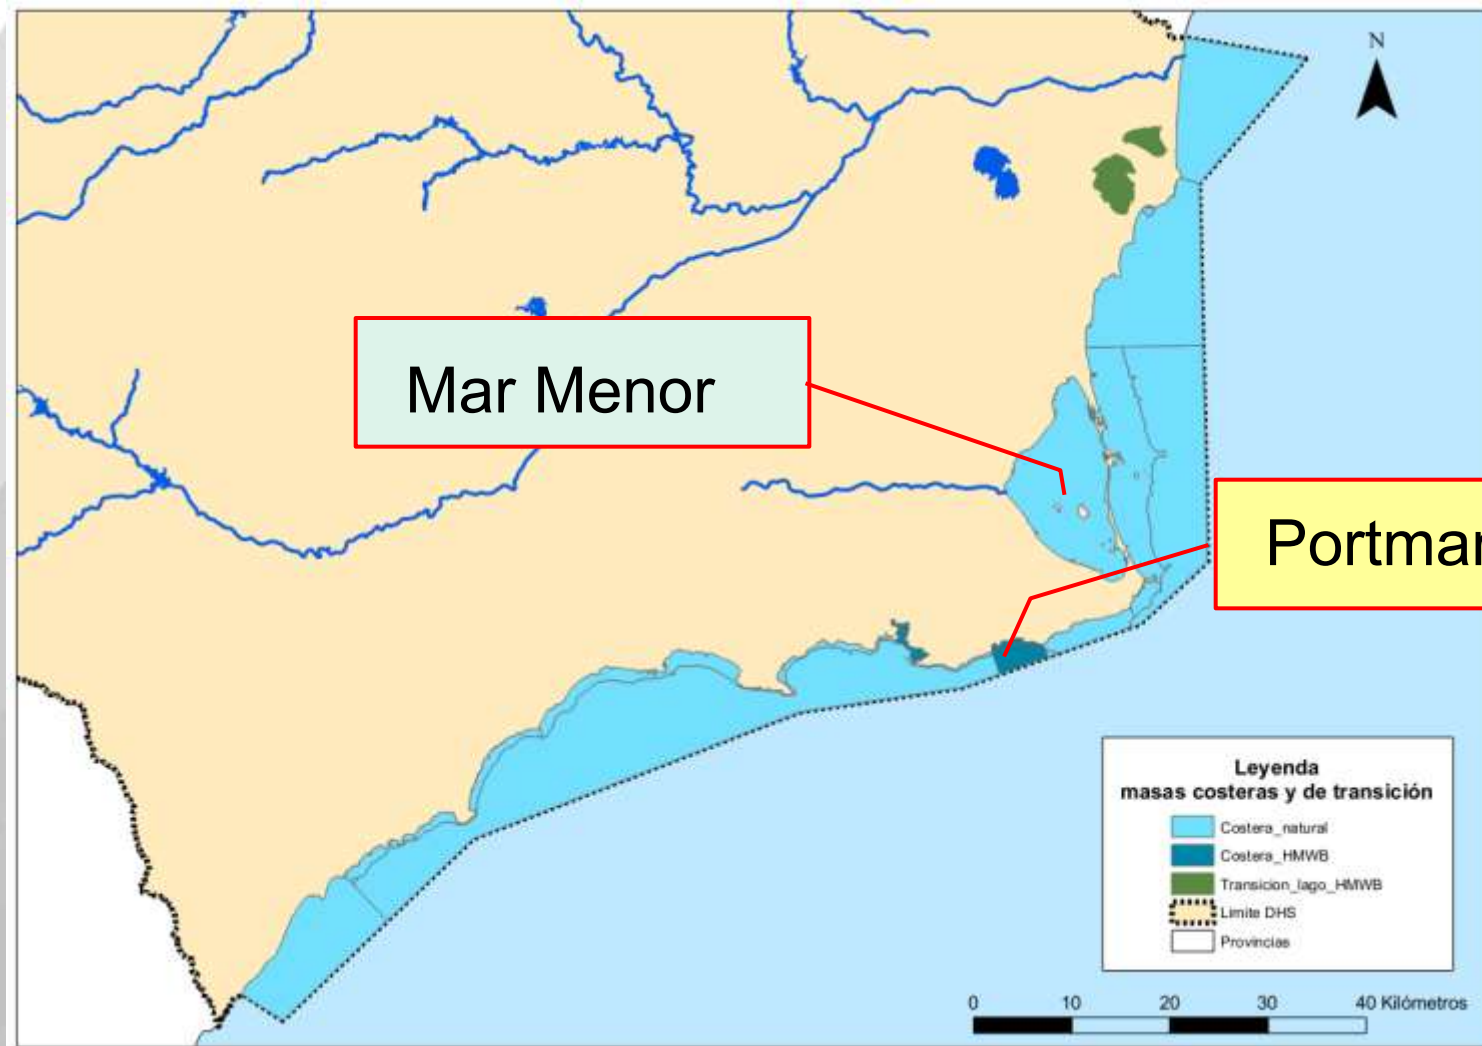 N
Mar Menor
Portman
Leyenda
masas costeras y de transición
Costera_natural
Costera_HMWB
Transicion_lago_HMWB
Limite DHS
Provincias
0 10 20 30 40 Kilómetros